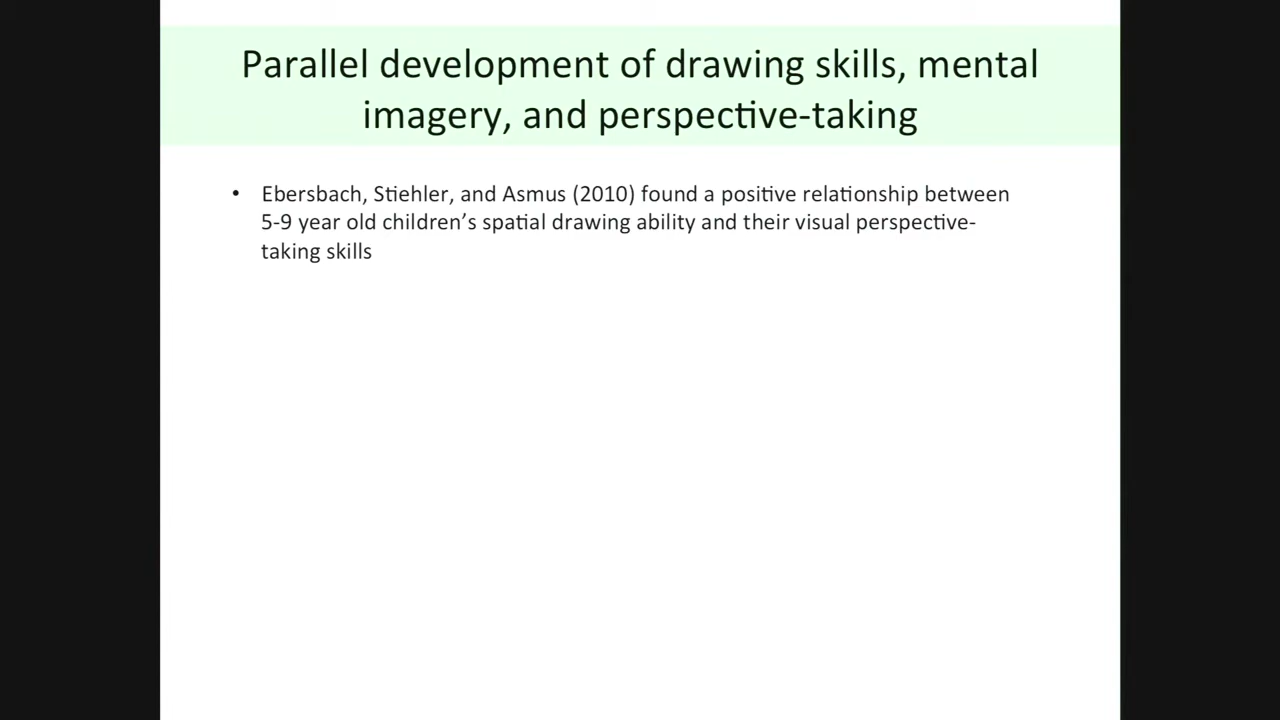 Parallel development of drawing skills, mental
imagery, and perspective-taking
• Ebersbach, Stiehler, and Asmus (2010) found a positive relationship between
5-9 year old children’s spatial drawing ability and their visual perspective-
taking skills